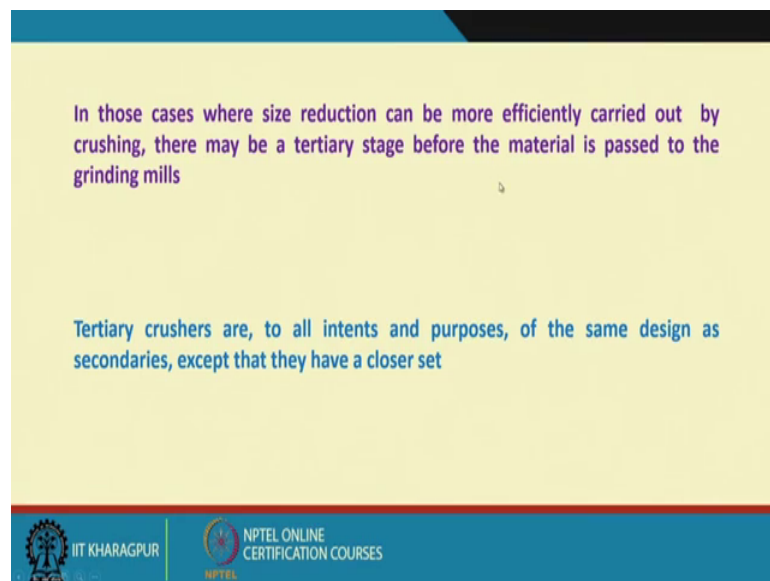 In those cases where size reduction can be more efficiently carried out by
crushing, there may be a tertiary stage before the material is passed to the
grinding mills
Tertiary crushers are, to all intents and purposes, of the same design as
secondaries, except that they have a closer set
IIT KHARAGPUR
NPTEL ONLINE
CERTIFICATION COURSES
NPTEL